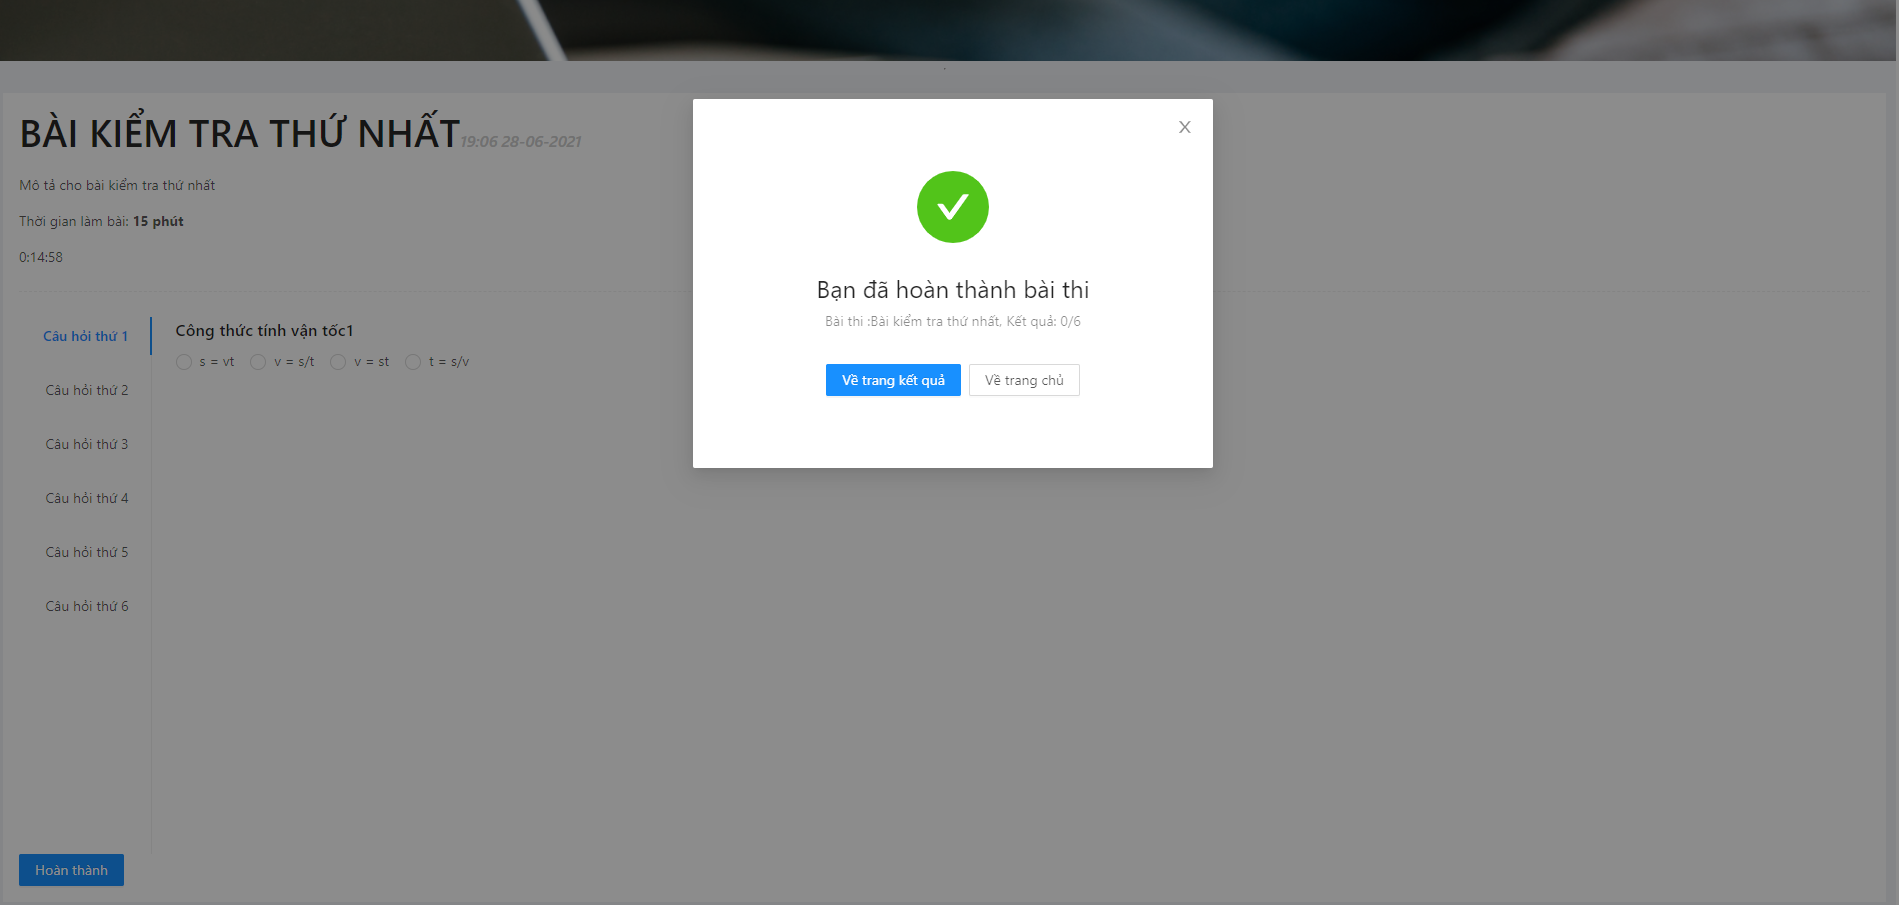 BÀI KIỂM TRA THỨ NHẤT 19:06 28-06-2021
Mô tả cho bài kiểm tra thứ nhất
Thời gian làm bài: 15 phút
0:14:58
Câu hỏi thứ 1
Câu hỏi thứ 2
Câu hỏi thứ 3
Câu hỏi thứ 4
Câu hỏi thứ 5
Câu hỏi thứ 6
Công thức tính vận tốc1
s = vt v = s/t v = st t = s/v
Hoàn thành
X
Bạn đã hoàn thành bài thi
Bài thi :Bài kiểm tra thứ nhất, Kết quả: 0/6
Về trang kết quả Về trang chủ